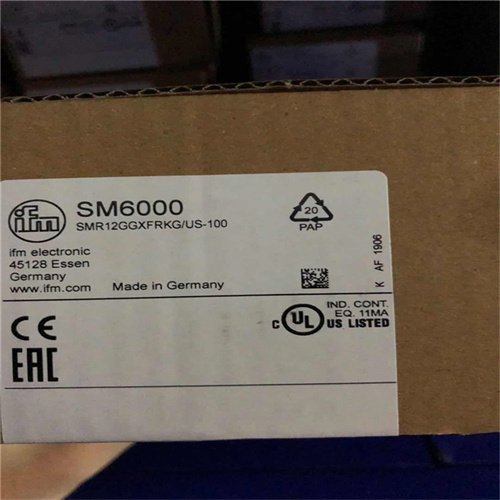 ifm
SM6000
SMR12GGXFRKG/US-100
ifm electronic
45128 Essen
Germany
www.ifm.com
Made in Germany
20
PAP
K AF 1906
CE
EAC
C UL US LISTED
IND. CONT.
EQ. 11MA